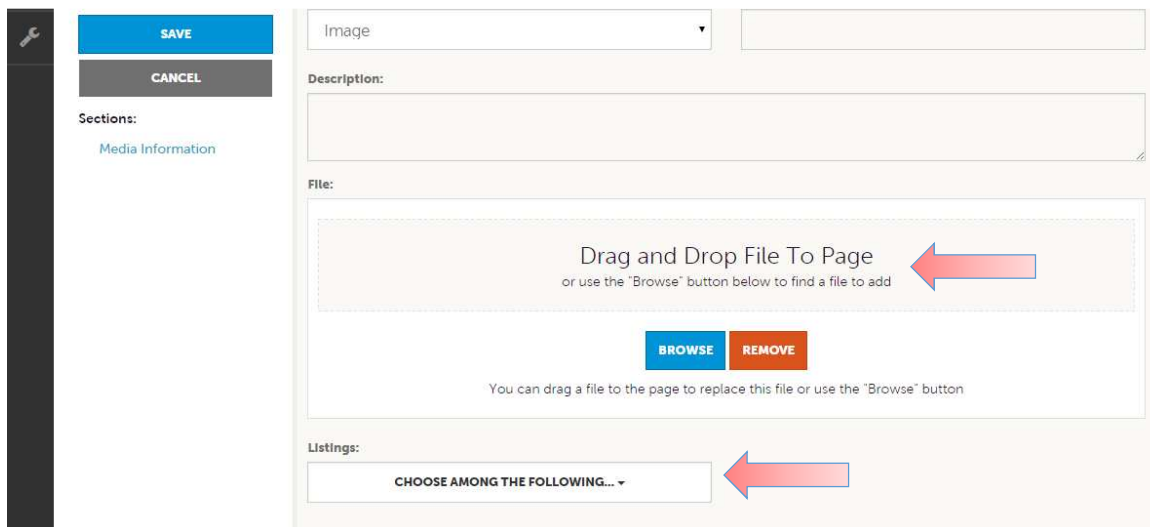 SAVE
CANCEL
Sections:
Media Information
Image
Description:
File:
Drag and Drop File To Page
or use the "Browse" button below to find a file to add
BROWSE REMOVE
You can drag a file to the page to replace this file or use the "Browse" button
Listings:
CHOOSE AMONG THE FOLLOWING...